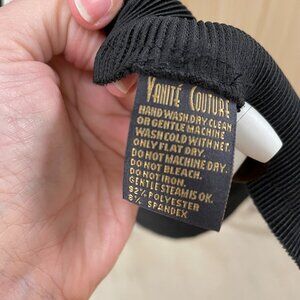 VANITÉ COUTURE
HAND WASH, DRY CLEAN
OR GENTLE MACHINE
WASH COLD WITH NET.
ONLY FLAT DRY.
DO NOT MACHINE DRY.
DO NOT BLEACH.
DO NOT IRON.
GENTLE STEAM IS OK.
92% POLYESTER
8% SPANDEX